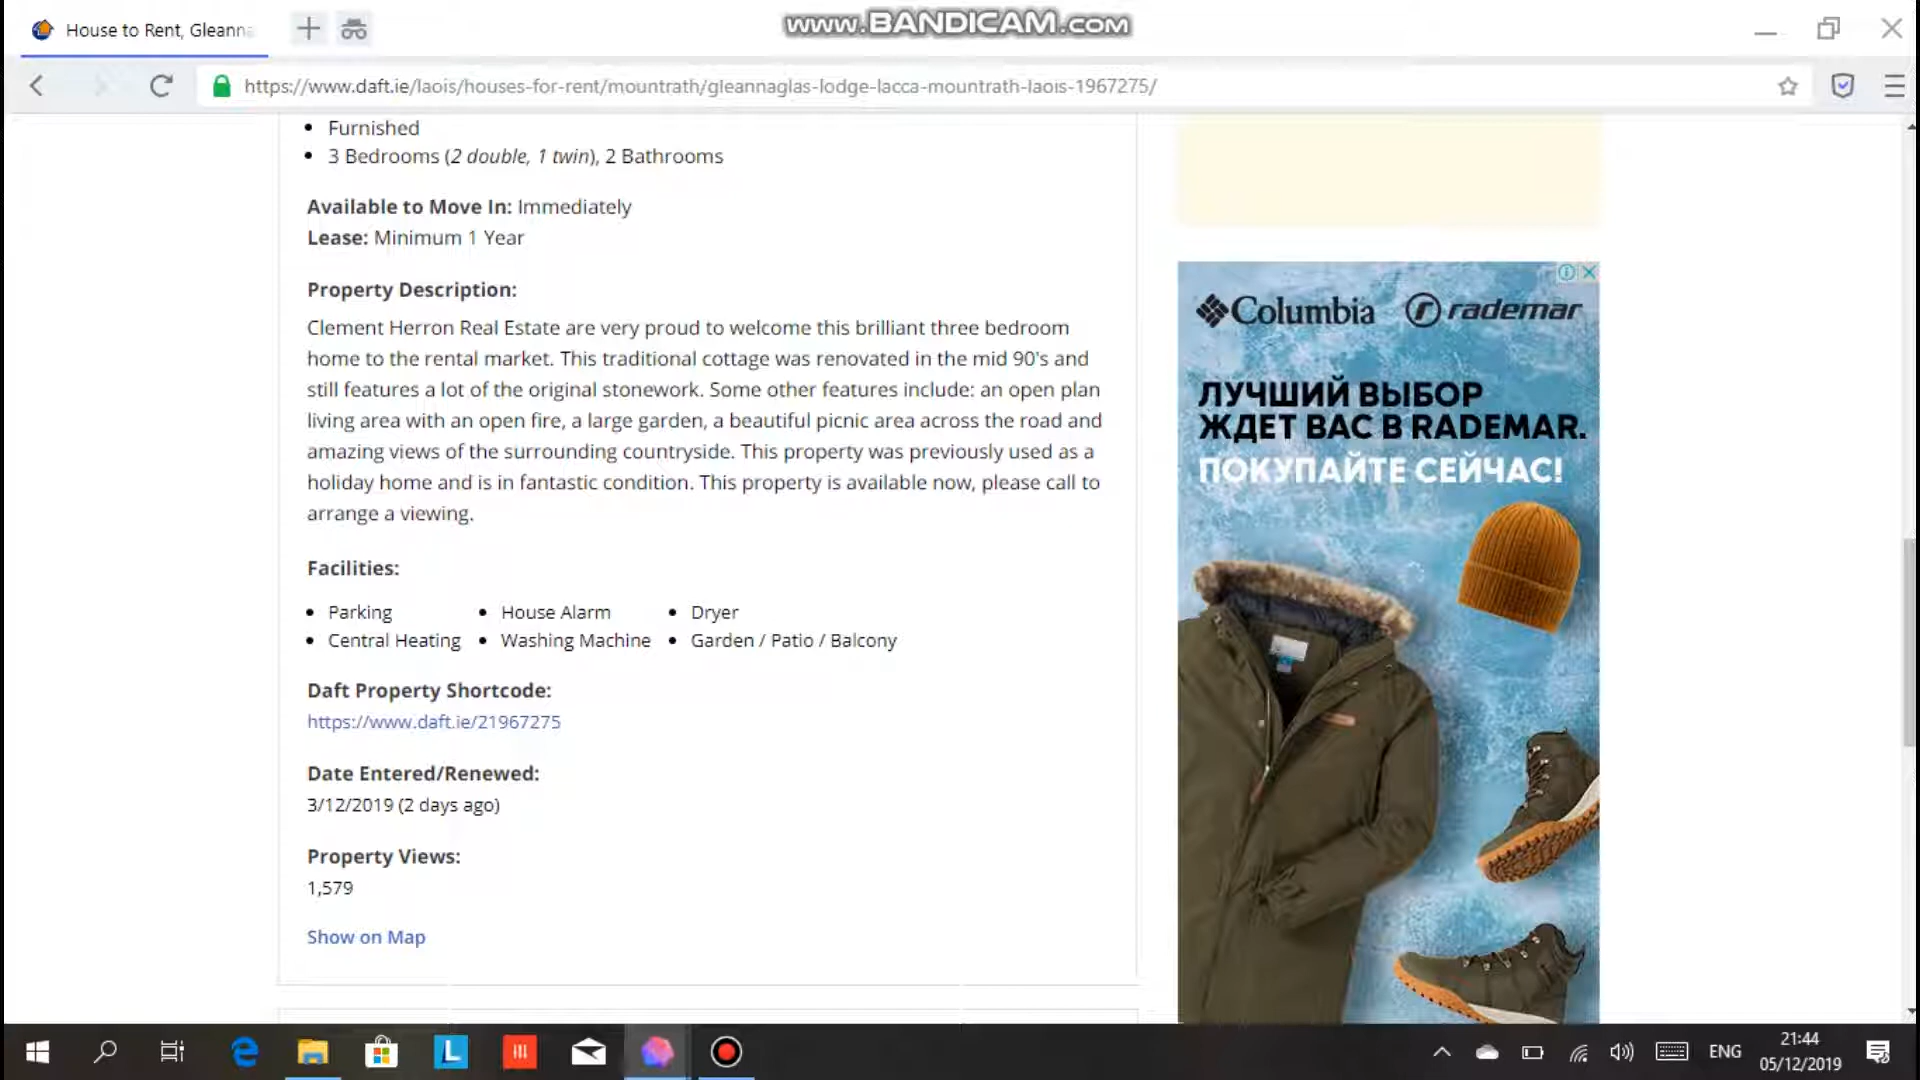 House to Rent, Gleanna
www.BANDICAM.com
https://www.daft.ie/laois/houses-for-rent/mountrath/gleannaglas-lodge-lacca-mountrath-laois-1967275/
Furnished
3 Bedrooms (2 double, 1 twin), 2 Bathrooms
Available to Move In: Immediately
Lease: Minimum 1 Year
Property Description:
Clement Herron Real Estate are very proud to welcome this brilliant three bedroom
home to the rental market. This traditional cottage was renovated in the mid 90's and
still features a lot of the original stonework. Some other features include: an open plan
living area with an open fire, a large garden, a beautiful picnic area across the road and
amazing views of the surrounding countryside. This property was previously used as a
holiday home and is in fantastic condition. This property is available now, please call to
arrange a viewing.
Facilities:
Parking
Central Heating
House Alarm
Washing Machine
Dryer
Garden / Patio / Balcony
Daft Property Shortcode:
https://www.daft.ie/21967275
Date Entered/Renewed:
3/12/2019 (2 days ago)
Property Views:
1,579
Show on Map
Columbia
rademar
ЛУЧШИЙ ВЫБОР
ЖДЕТ ВАС В RADEMAR.
ПОКУПАЙТЕ СЕЙЧАС!
L
ENG
21:44
05/12/2019